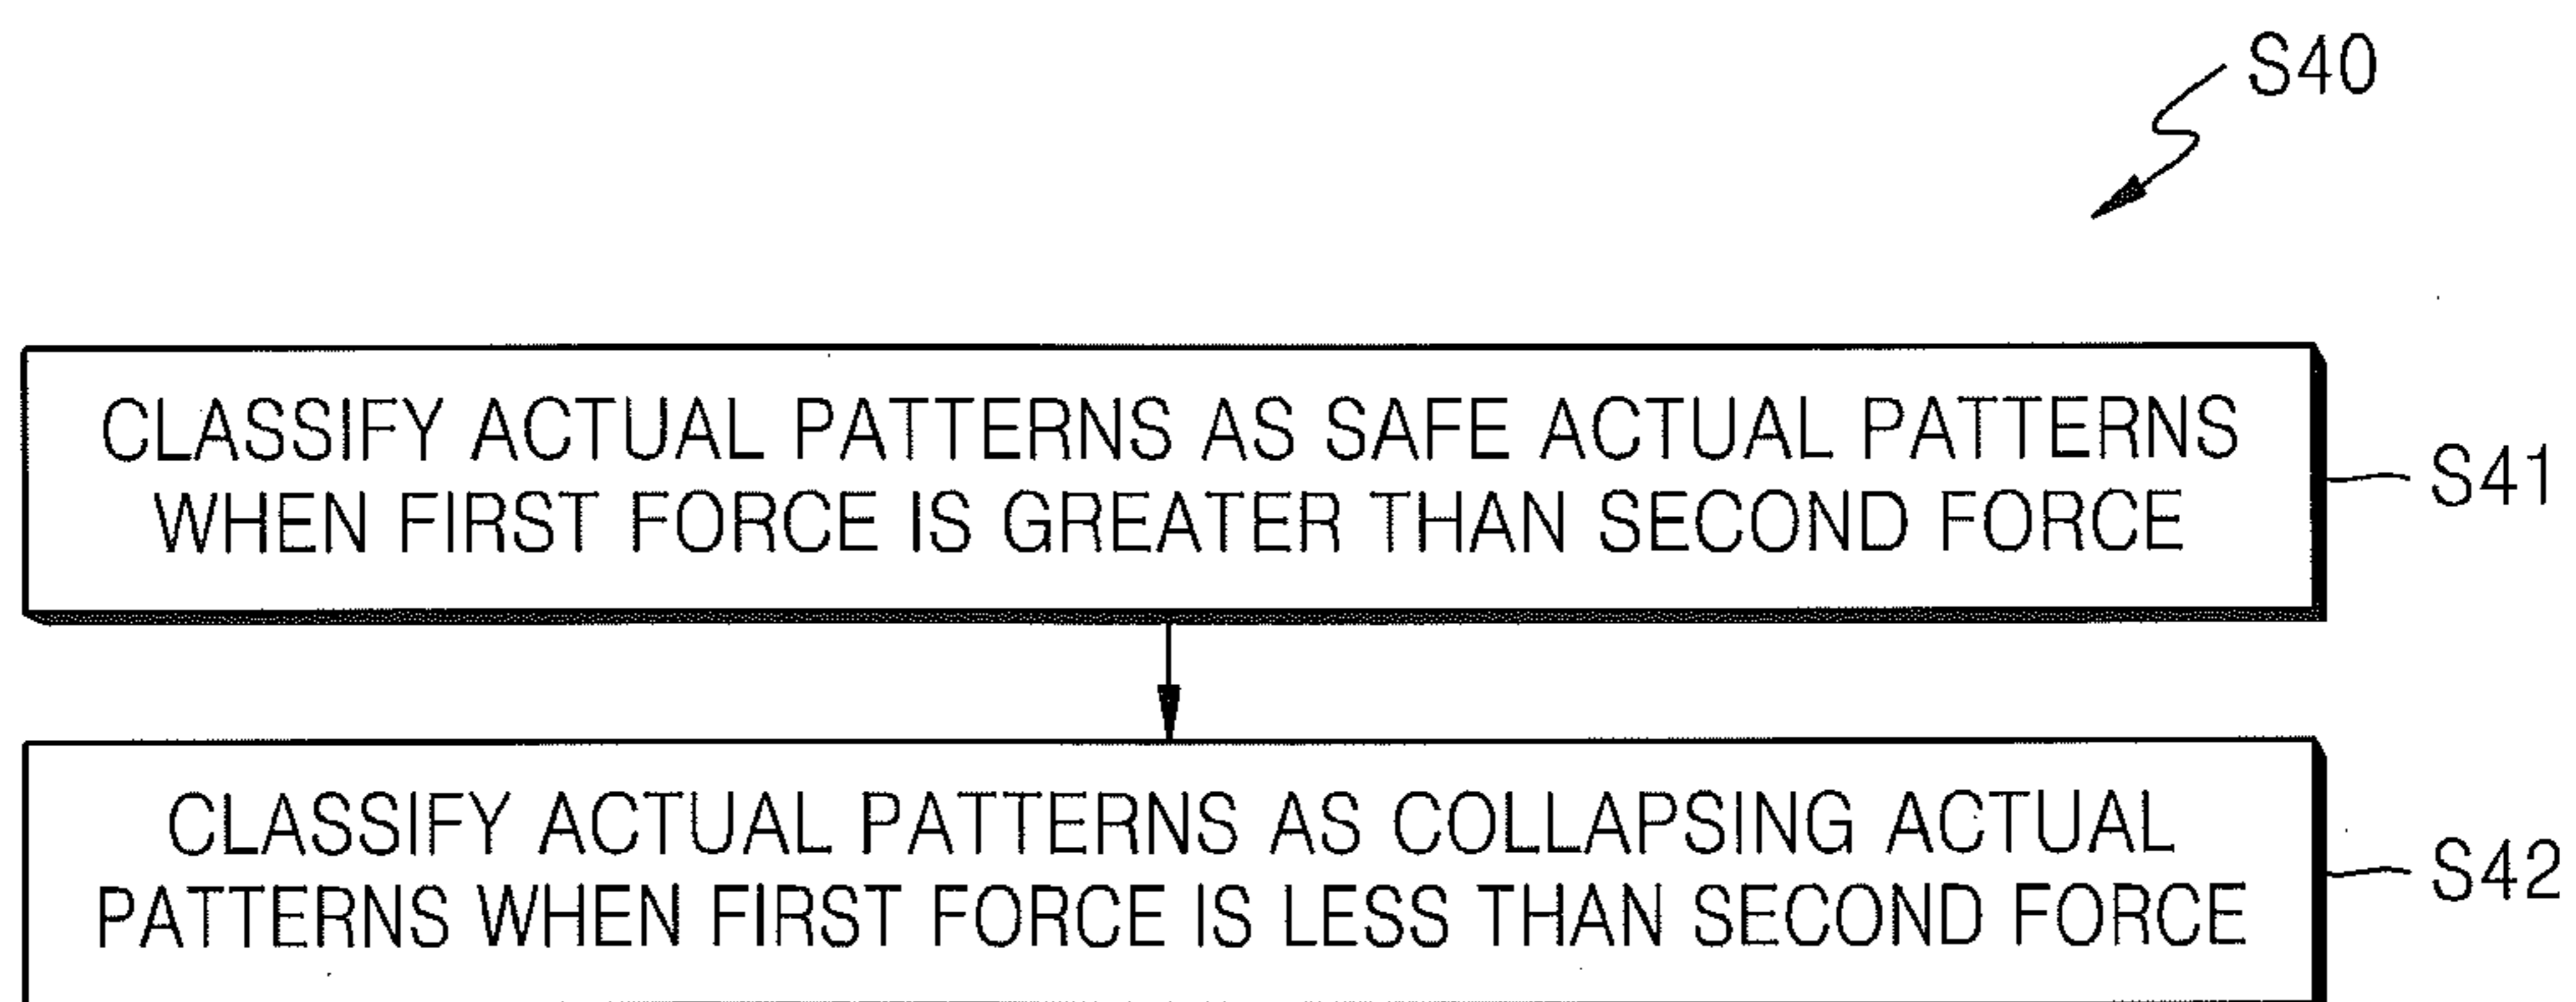 S40
CLASSIFY ACTUAL PATTERNS AS SAFE ACTUAL PATTERNS
WHEN FIRST FORCE IS GREATER THAN SECOND FORCE
S41
CLASSIFY ACTUAL PATTERNS AS COLLAPSING ACTUAL
PATTERNS WHEN FIRST FORCE IS LESS THAN SECOND FORCE
S42